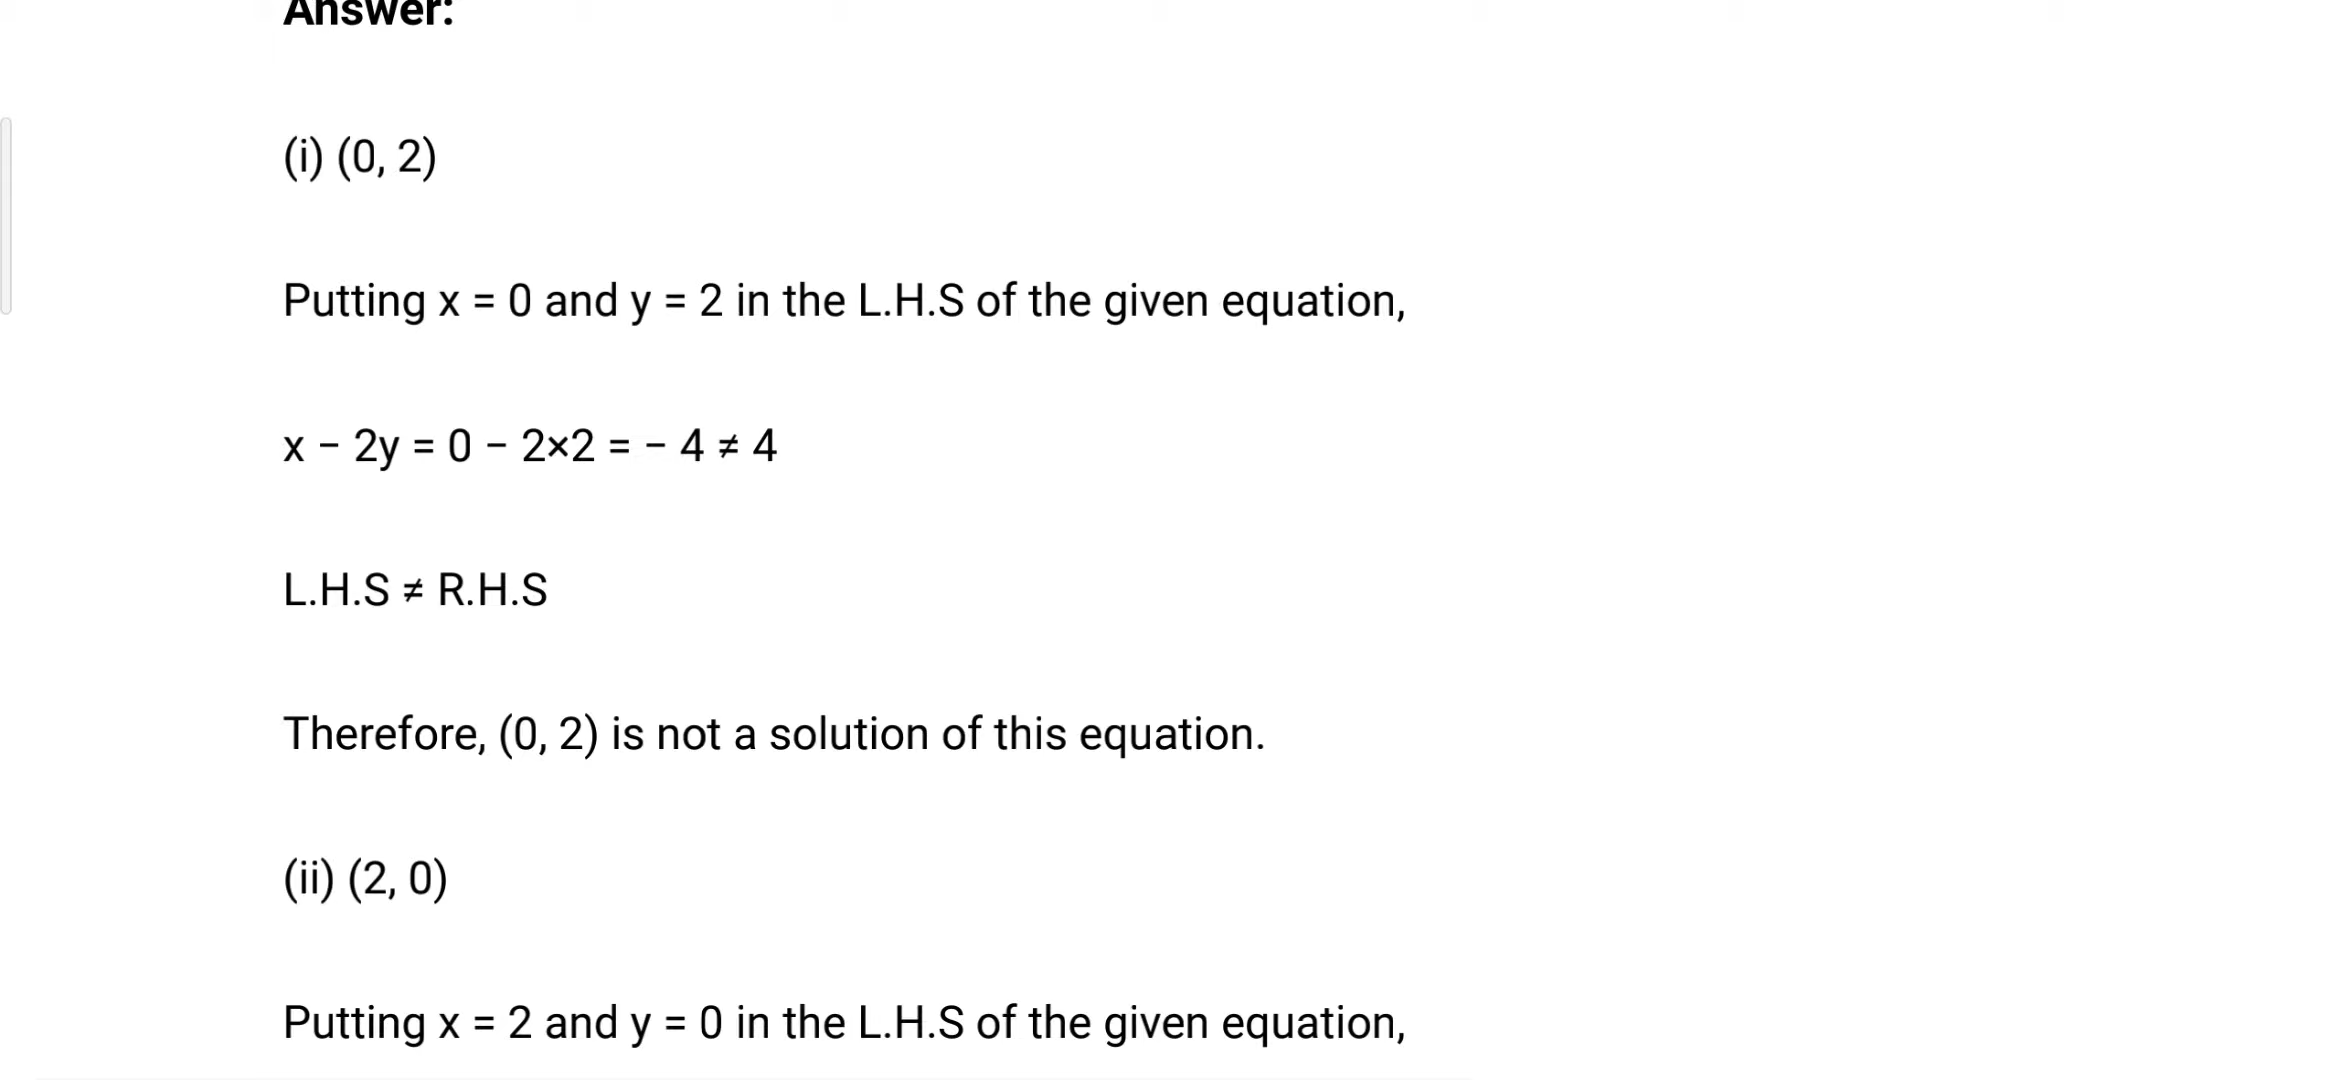 Answer:
(i) (0, 2)
Putting x = 0 and y = 2 in the L.H.S of the given equation,
x − 2y = 0 − 2×2 = − 4 ≠ 4
L.H.S ≠ R.H.S
Therefore, (0, 2) is not a solution of this equation.
(ii) (2, 0)
Putting x = 2 and y = 0 in the L.H.S of the given equation,